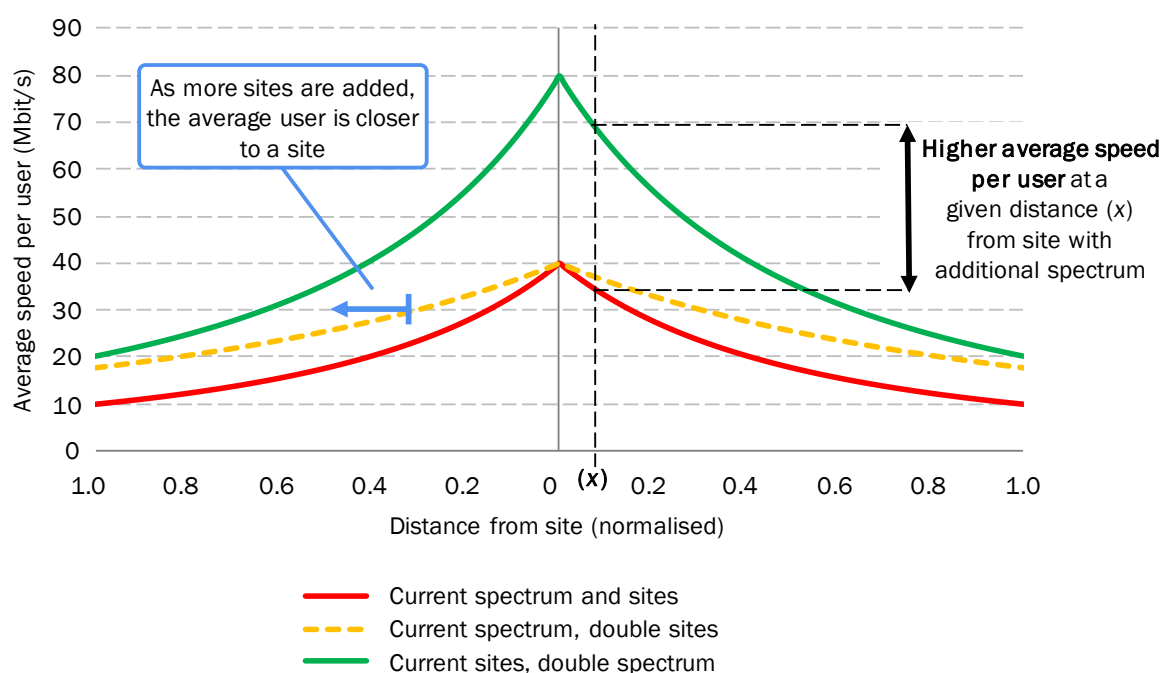 90
80
70
60
50
40
30
20
10
0
Average speed per user (Mbit/s)
As more sites are added,
the average user is closer
to a site
Higher average speed
per user at a
given distance (x)
from site with
additional spectrum
1.0 0.8 0.6 0.4 0.2 0 (x) 0.2 0.4 0.6 0.8 1.0
Distance from site (normalised)
Current spectrum and sites
Current spectrum, double sites
Current sites, double spectrum